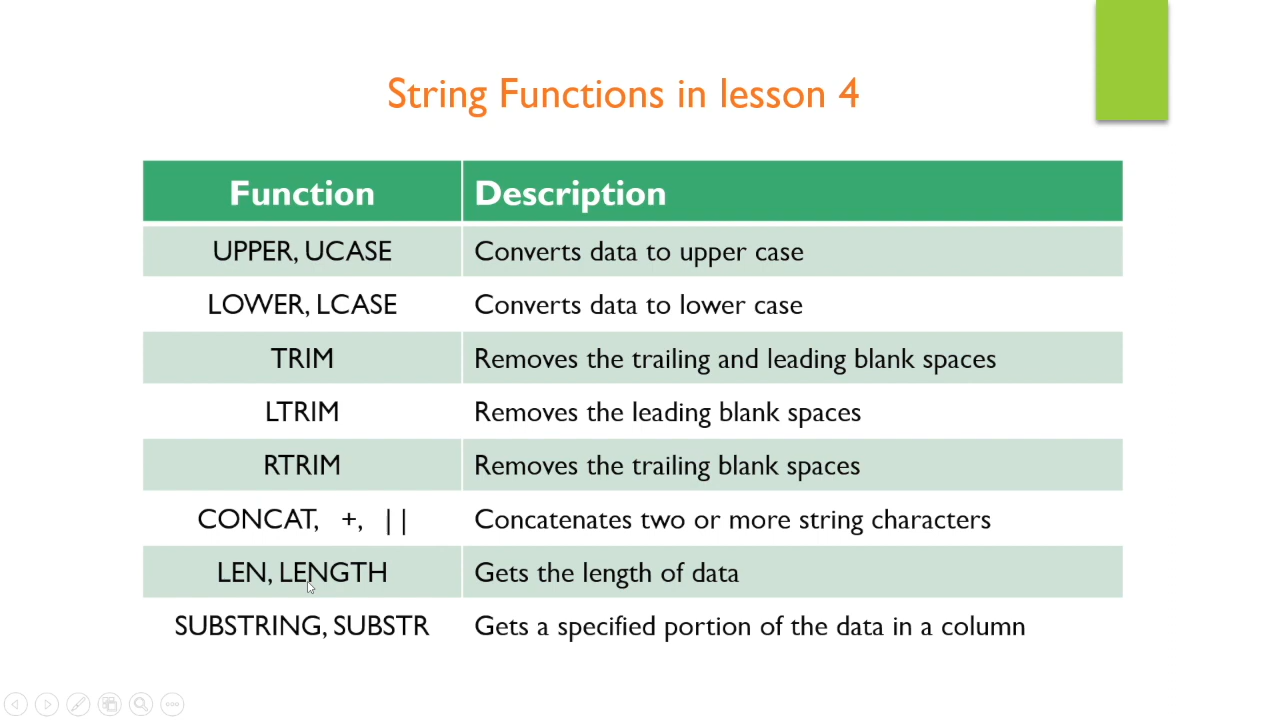 String Functions in lesson 4
Function Description
UPPER, UCASE Converts data to upper case
LOWER, LCASE Converts data to lower case
TRIM Removes the trailing and leading blank spaces
LTRIM Removes the leading blank spaces
RTRIM Removes the trailing blank spaces
CONCAT, +, || Concatenates two or more string characters
LEN, LENGTH Gets the length of data
SUBSTRING, SUBSTR Gets a specified portion of the data in a column